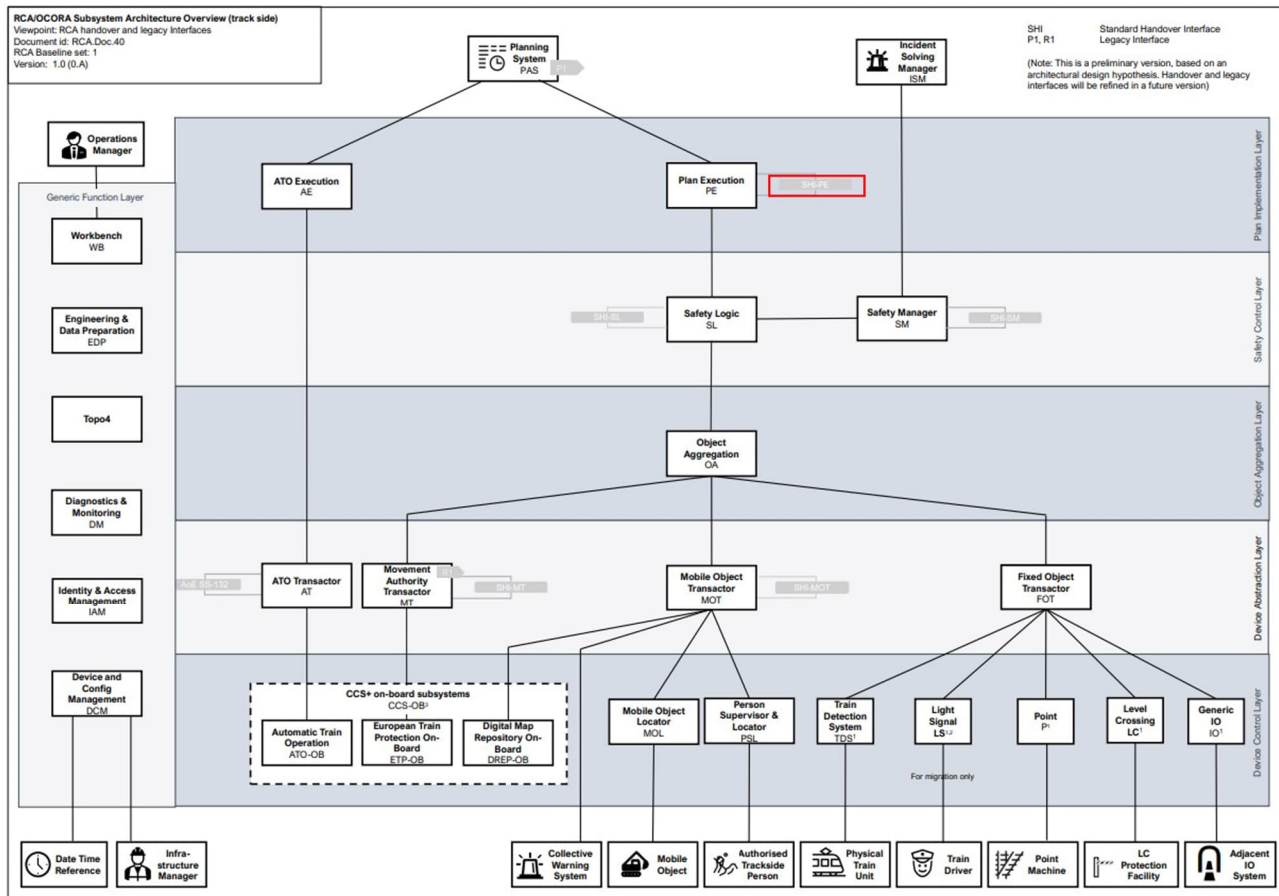 RCA/OCORA Subsystem Architecture Overview (track side)
Viewpoint: RCA handover and legacy Interfaces
Document id: RCA.Doc.40
RCA Baseline set: 1
Version: 1.0 (0.A)
SHI Standard Handover Interface
P1, R1 Legacy Interface
(Note: This is a preliminary version, based on an
architectural design hypothesis. Handover and legacy
interfaces will be refined in a future version)
Planning
System
PAS
P1
Incident
Solving
Manager
ISM
Operations
Manager
Generic Function Layer
Workbench
WB
Engineering &
Data Preparation
EDP
Topo4
Diagnostics &
Monitoring
DM
Identity & Access
Management
IAM
Device and
Config
Management
DCM
Plan Implementation Layer
ATO Execution
AE
Plan Execution
PE
SHI-PE
Safety Control Layer
SHI-SL
Safety Logic
SL
Safety Manager
SM
SHI-SM
Object Aggregation Layer
Object
Aggregation
OA
Device Abstraction Layer
AoE SS-132
ATO Transactor
AT
Movement
Authority
Transactor
MT
R1
SHI-MT
Mobile Object
Transactor
MOT
SHI-MOT
Fixed Object
Transactor
FOT
Device Control Layer
CCS+ on-board subsystems
CCS-OB³
Automatic Train
Operation
ATO-OB
European Train
Protection On-
Board
ETP-OB
Digital Map
Repository On-
Board
DREP-OB
Mobile Object
Locator
MOL
Person
Supervisor &
Locator
PSL
Train
Detection
System
TDS¹
Light
Signal
LS¹,²
For migration only
Point
P¹
Level
Crossing
LC¹
Generic
IO
IO¹
Date Time
Reference
Infra-
structure
Manager
Collective
Warning
System
Mobile
Object
Authorised
Trackside
Person
Physical
Train
Unit
Train
Driver
Point
Machine
LC
Protection
Facility
Adjacent
IO
System